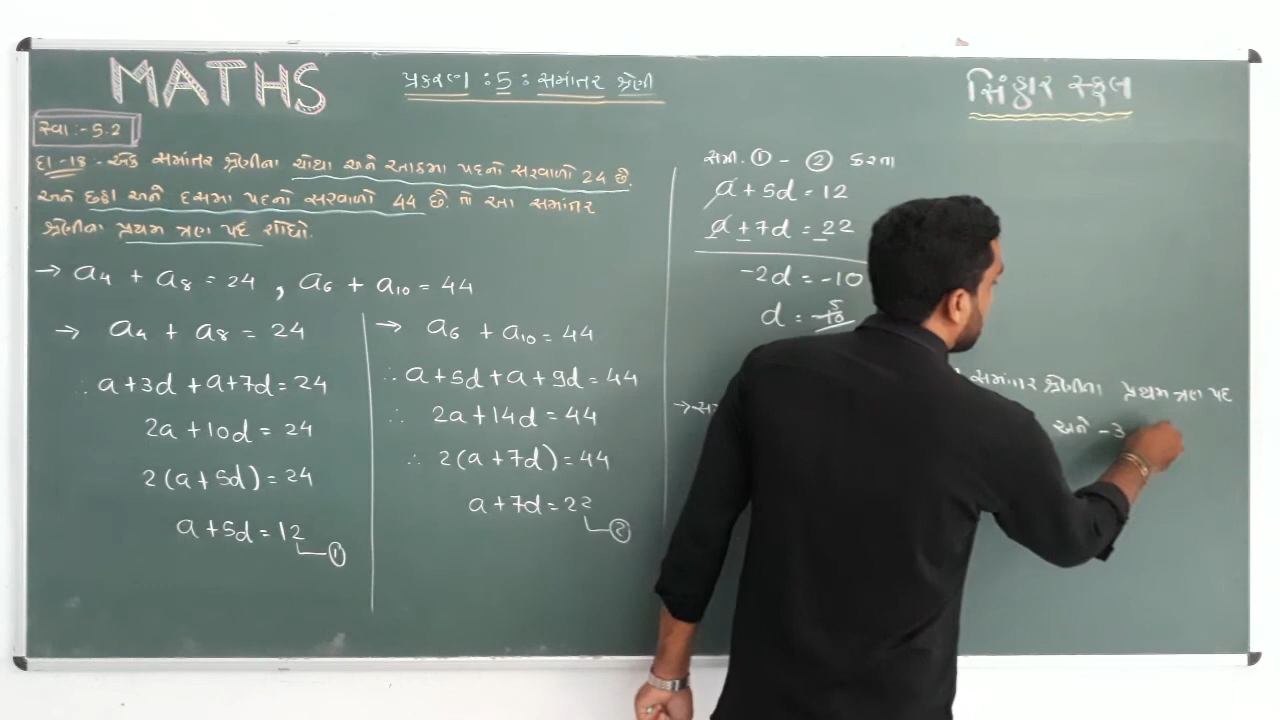 MATHS
પ્રકરણ : 5 : સમાંતર શ્રેણી
સ્વા :- 5.2
દા-18 - એક સમાંતર શ્રેણીના ચોથા અને આઠમા પદનો સરવાળો 24 છે.
અને છઠ્ઠા અને દસમા પદનો સરવાળો 44 છે. તો આ સમાંતર
શ્રેણીના પ્રથમ ત્રણ પદ શોધો.
→ a₄ + a₈ = 24 , a₆ + a₁₀ = 44
→ a₄ + a₈ = 24
∴ a+3d + a+7d = 24
2a + 10d = 24
2(a + 5d) = 24
a + 5d = 12 ①
→ a₆ + a₁₀ = 44
∴ a+5d + a + 9d = 44
∴ 2a + 14d = 44
∴ 2(a + 7d) = 44
a + 7d = 22 ②
સમી. ① - ② કરતા
a + 5d = 12
a + 7d = 22
-2d = -10
સમાંતર શ્રેણીના પ્રથમ ત્રણ પદ
અને -3